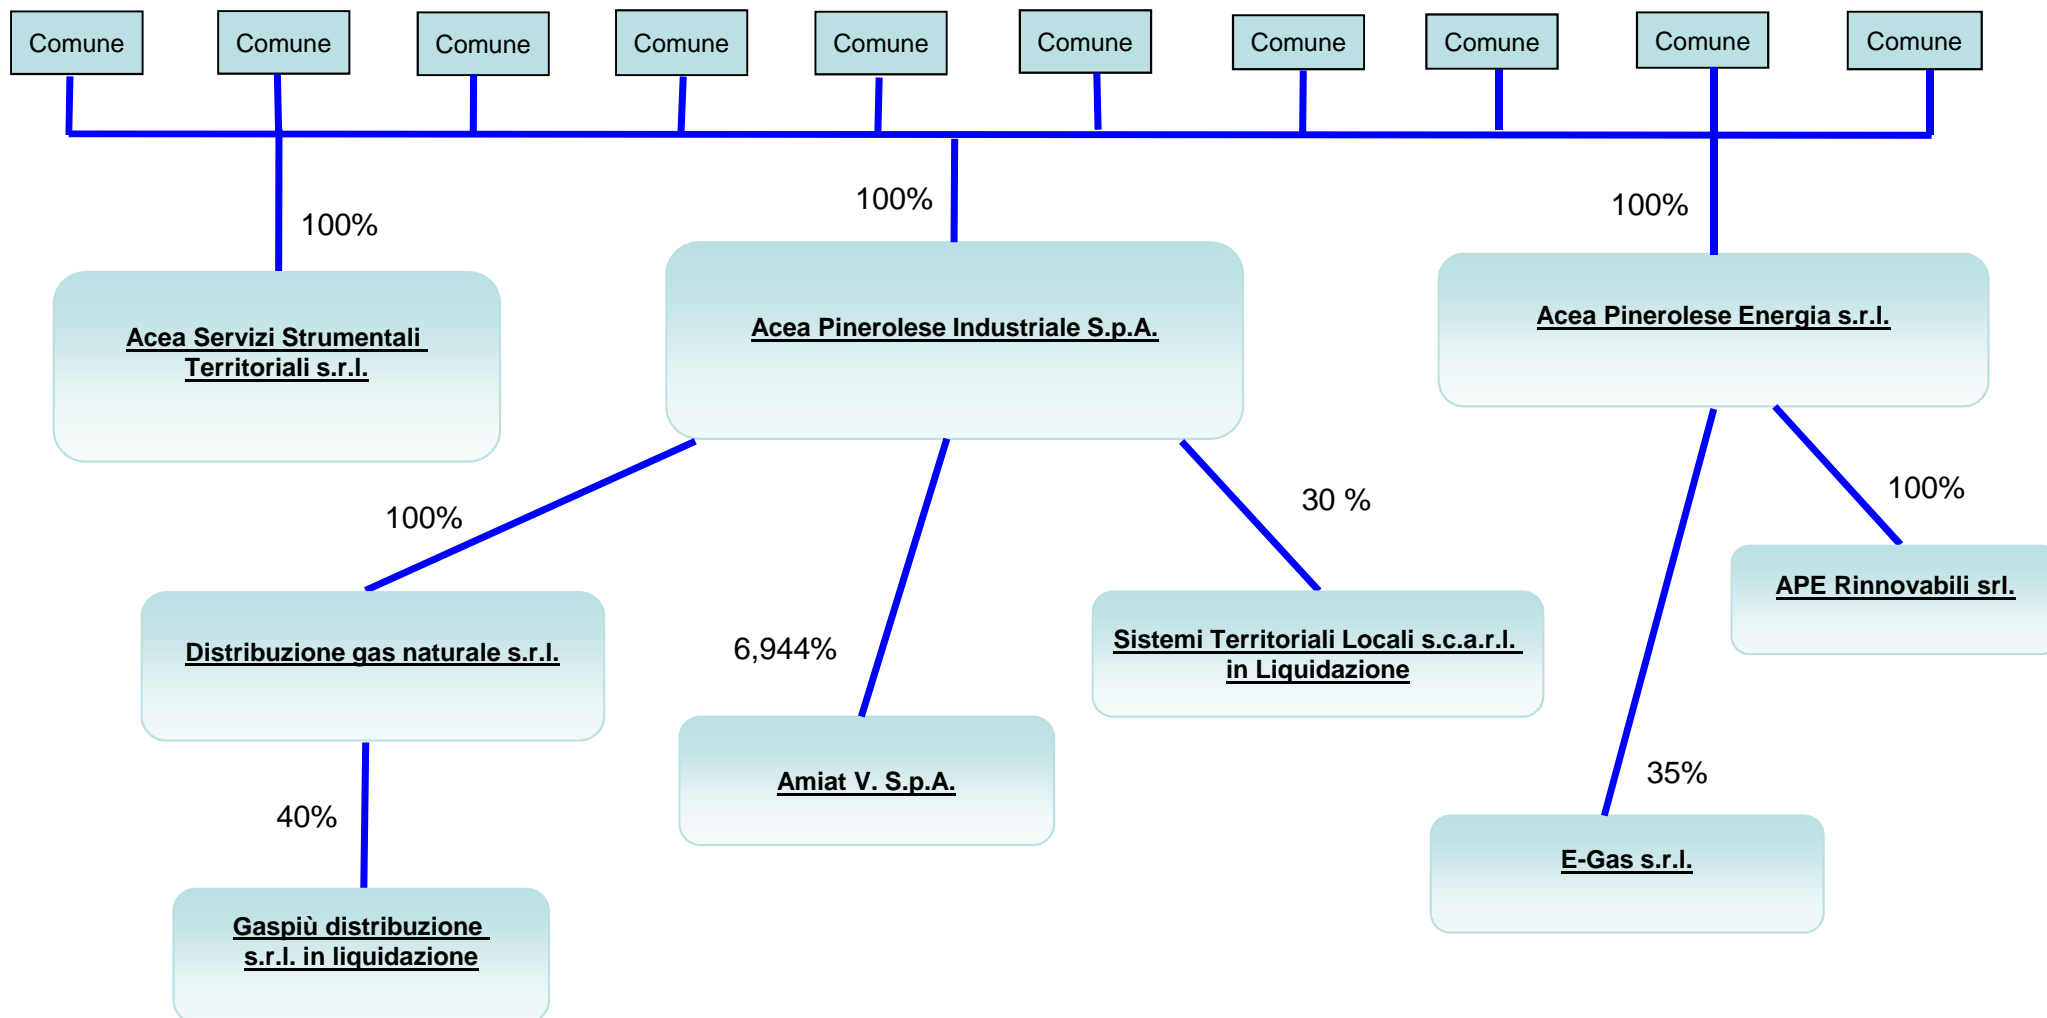 Comune
Comune
Comune
Comune
Comune
Comune
Comune
Comune
Comune
Comune
100%
100%
100%
Acea Servizi Strumentali
Territoriali s.r.l.
Acea Pinerolese Industriale S.p.A.
Acea Pinerolese Energia s.r.l.
100%
6,944%
30 %
35%
100%
Distribuzione gas naturale s.r.l.
Amiat V. S.p.A.
Sistemi Territoriali Locali s.c.a.r.l.
in Liquidazione
APE Rinnovabili srl.
E-Gas s.r.l.
40%
Gaspiù distribuzione
s.r.l. in liquidazione